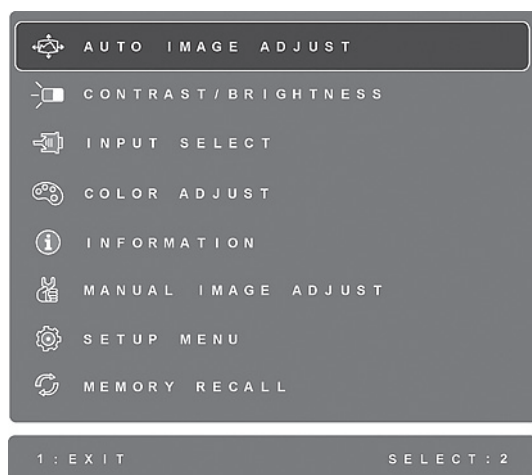 AUTO IMAGE ADJUST
CONTRAST/BRIGHTNESS
INPUT SELECT
COLOR ADJUST
INFORMATION
MANUAL IMAGE ADJUST
SETUP MENU
MEMORY RECALL
1:EXIT SELECT:2